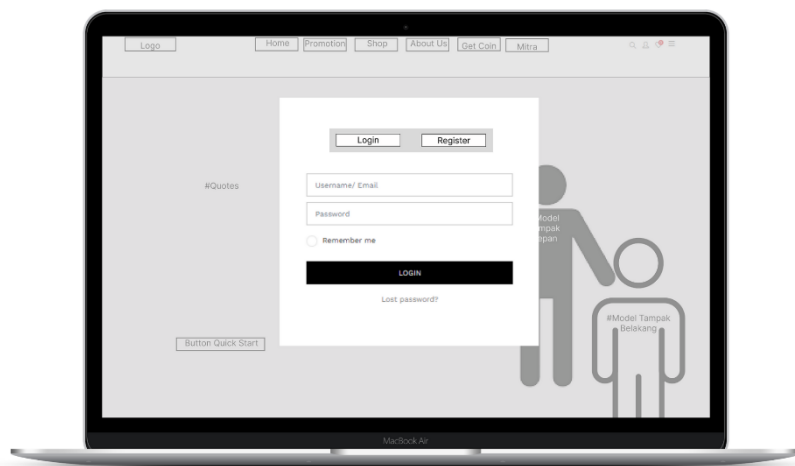 Logo
Home
Promotion
Shop
About Us
Get Coin
Mitra
Login
Register
#Quotes
Username/ Email
Password
Remember me
LOGIN
Lost password?
Button Quick Start
#Model Tampak
Belakang
MacBook Air